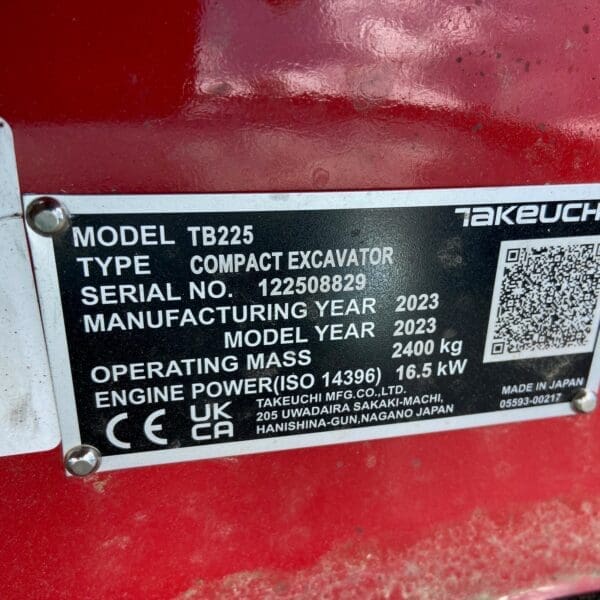 TAKEUCH
MODEL TB225
TYPE COMPACT EXCAVATOR
SERIAL NO. 122508829
MANUFACTURING YEAR 2023
MODEL YEAR 2023
OPERATING MASS 2400 kg
ENGINE POWER(ISO 14396) 16.5 kW
CE UK CA
TAKEUCHI MFG.CO.,LTD.
205 UWADAIRA SAKAKI-MACHI,
HANISHINA-GUN,NAGANO JAPAN
MADE IN JAPAN
05593-00217